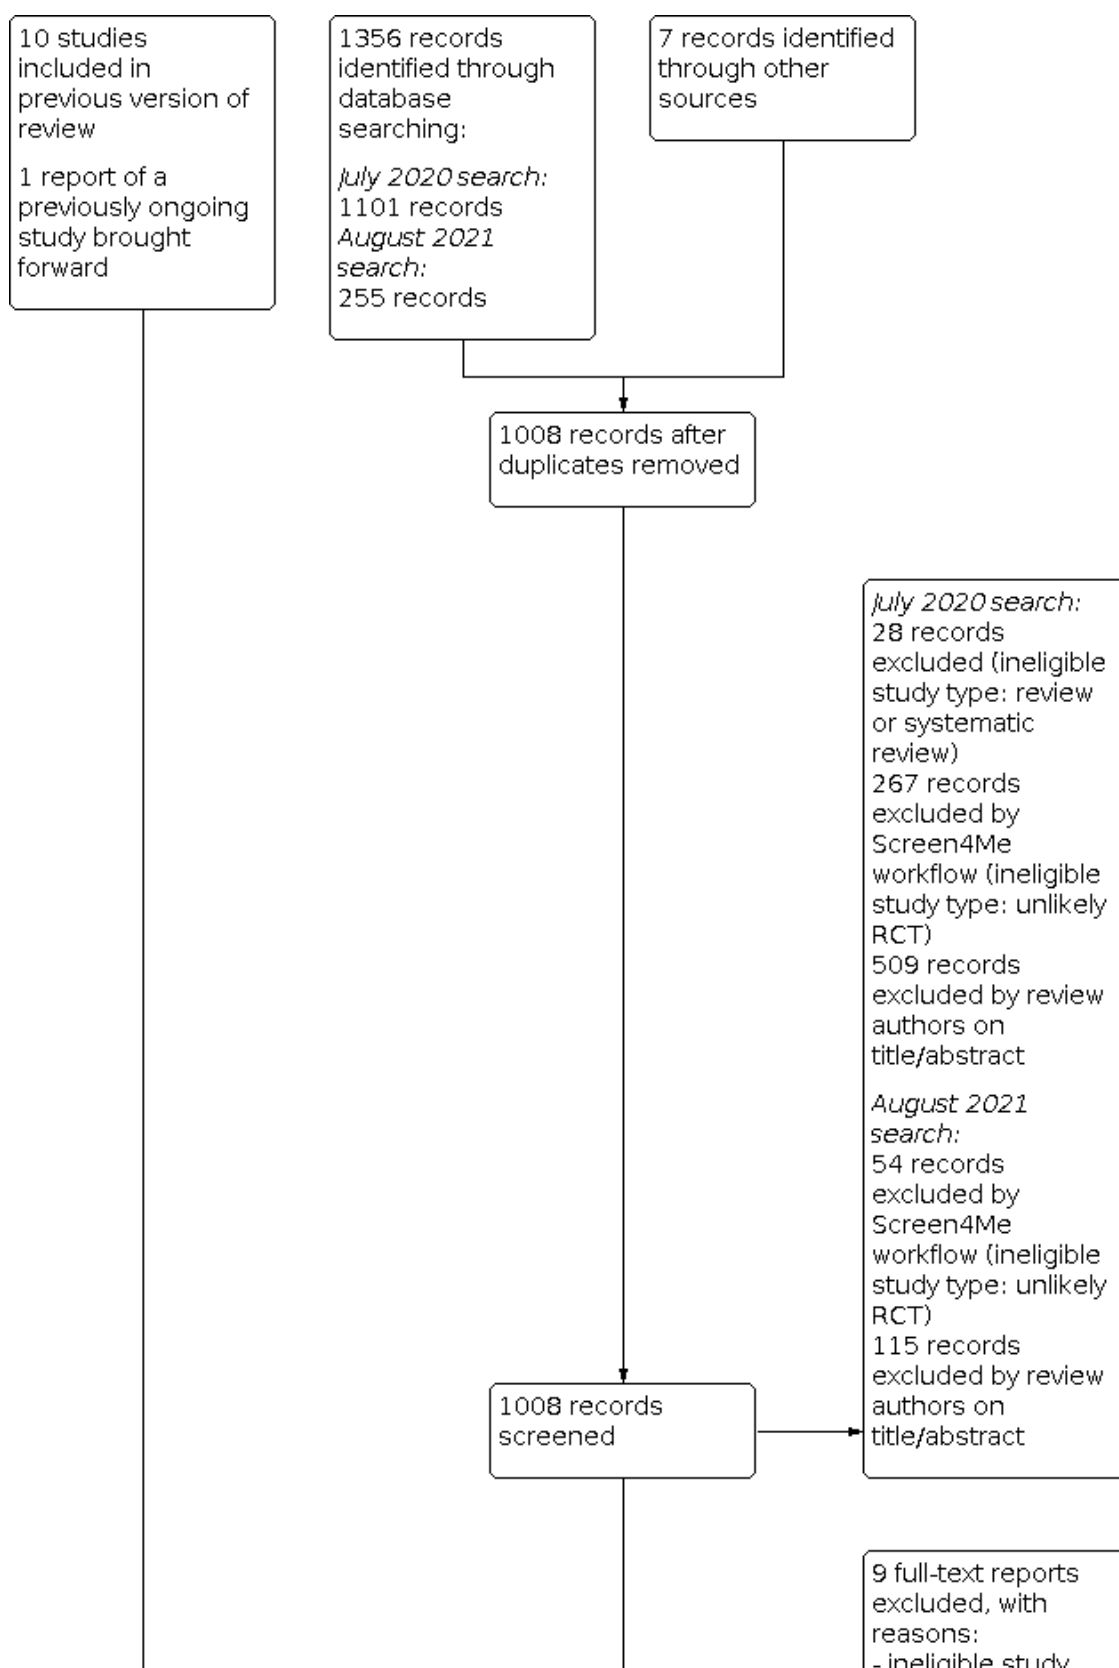 10 studies
included in
previous version of
review
1 report of a
previously ongoing
study brought
forward
1356 records
identified through
database
searching:
July 2020 search:
1101 records
August 2021
search:
255 records
7 records identified
through other
sources
1008 records after
duplicates removed
July 2020 search:
28 records
excluded (ineligible
study type: review
or systematic
review)
267 records
excluded by
Screen4Me
workflow (ineligible
study type: unlikely
RCT)
509 records
excluded by review
authors on
title/abstract
August 2021
search:
54 records
excluded by
Screen4Me
workflow (ineligible
study type: unlikely
RCT)
115 records
excluded by review
authors on
title/abstract
1008 records
screened
9 full-text reports
excluded, with
reasons:
- ineligible study